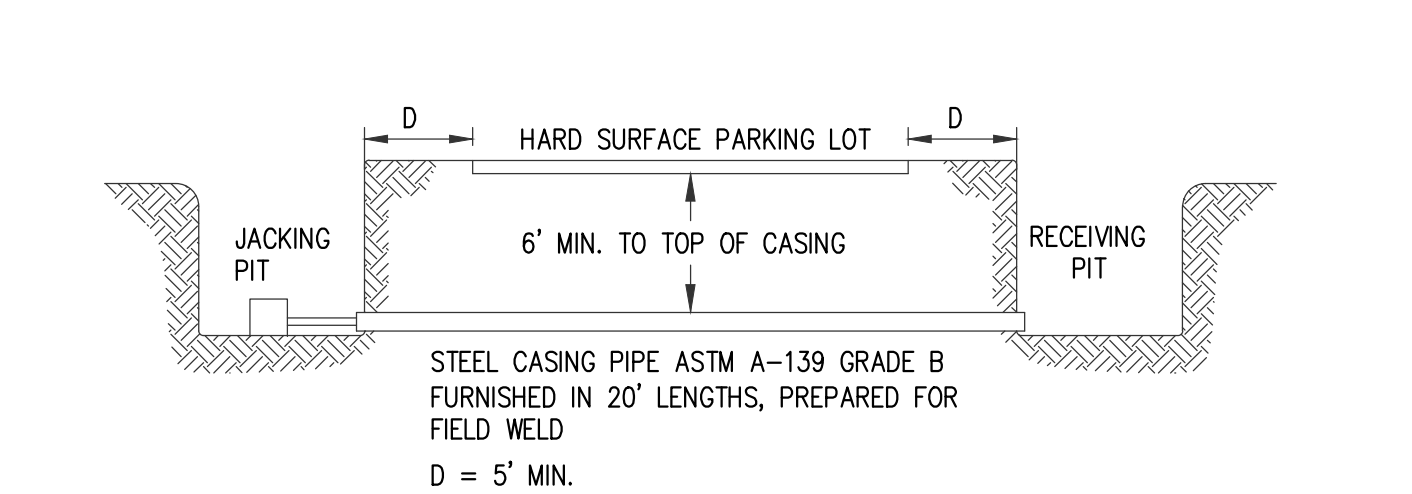 D
D
HARD SURFACE PARKING LOT
JACKING
PIT
6' MIN. TO TOP OF CASING
RECEIVING
PIT
STEEL CASING PIPE ASTM A-139 GRADE B
FURNISHED IN 20' LENGTHS, PREPARED FOR
FIELD WELD
D = 5' MIN.